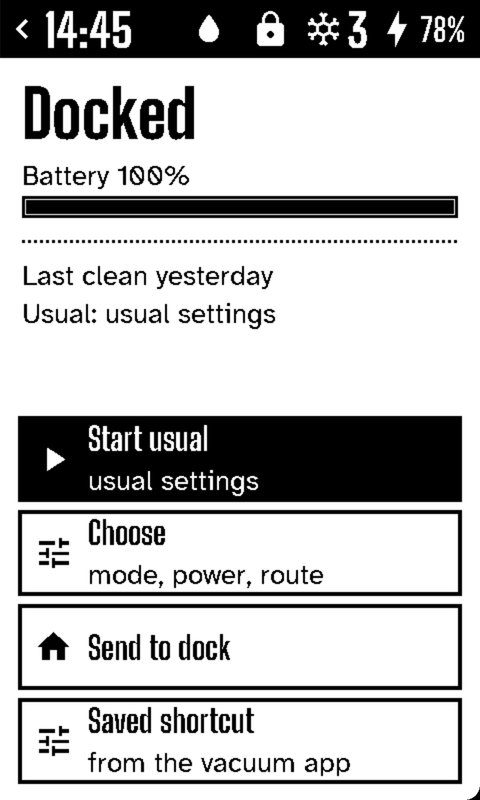 14:45 3 78%
Docked
Battery 100%
Last clean yesterday
Usual: usual settings
Start usual
usual settings
Choose
mode, power, route
Send to dock
Saved shortcut
from the vacuum app